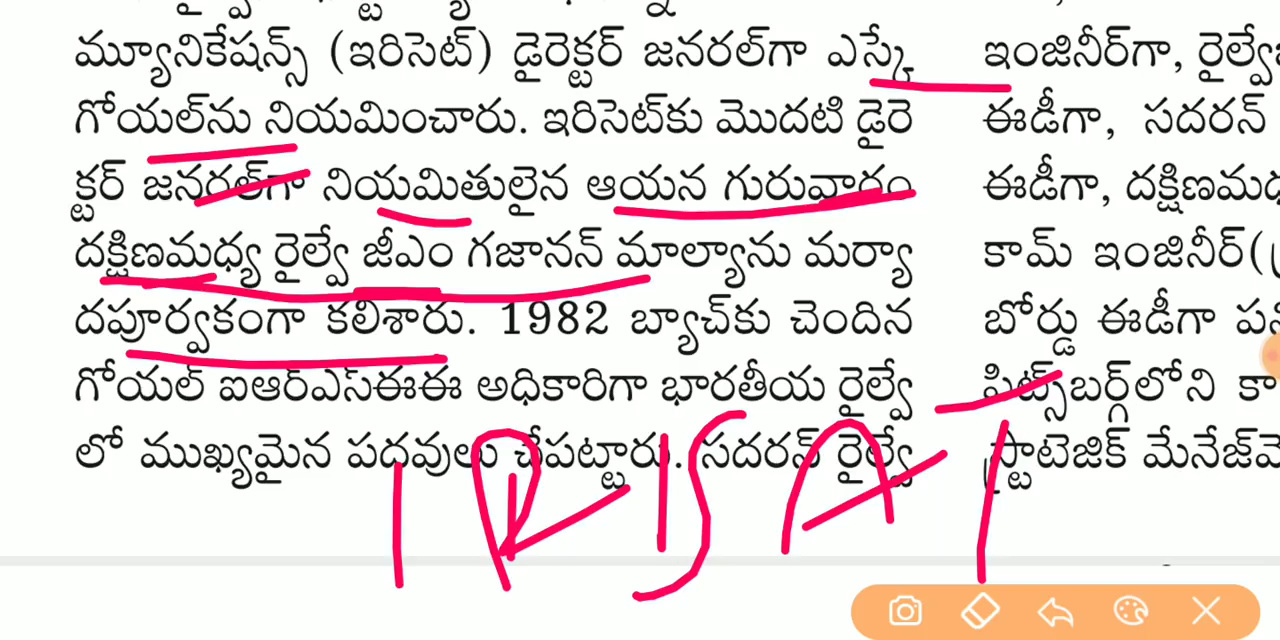 మ్యూనికేషన్స్ (ఇరిసెట్) డైరెక్టర్ జనరల్‌గా ఎస్కే
గోయల్‌ను నియమించారు. ఇరిసెట్‌కు మొదటి డైరె
క్టర్ జనరల్‌గా నియమితులైన ఆయన గురువారం
దక్షిణమధ్య రైల్వే జీఎం గజానన్ మాల్యాను మర్యా
దపూర్వకంగా కలిశారు. 1982 బ్యాచ్‌కు చెందిన
గోయల్ ఐఆర్ఎస్ఈఈ అధికారిగా భారతీయ రైల్వే
లో ముఖ్యమైన పదవులు చేపట్టారు. సదరన్ రైల్వే
ఇంజినీర్‌గా, రైల్వే
ఈడీగా, సదరన్
ఈడీగా, దక్షిణమధ్య
కామ్ ఇంజినీర్(
బోర్డు ఈడీగా పని
పిట్స్‌బర్గ్‌లోని కా
స్ట్రాటెజిక్ మేనేజ్‌మె
IRISAT